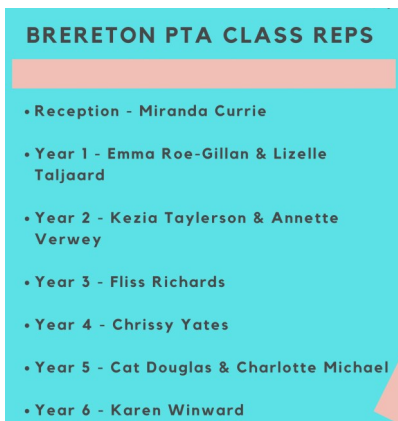 BRERETON PTA CLASS REPS
• Reception - Miranda Currie
• Year 1 - Emma Roe-Gillan & Lizelle
Taljaard
• Year 2 - Kezia Taylerson & Annette
Verwey
• Year 3 - Fliss Richards
• Year 4 - Chrissy Yates
• Year 5 - Cat Douglas & Charlotte Michael
• Year 6 - Karen Winward